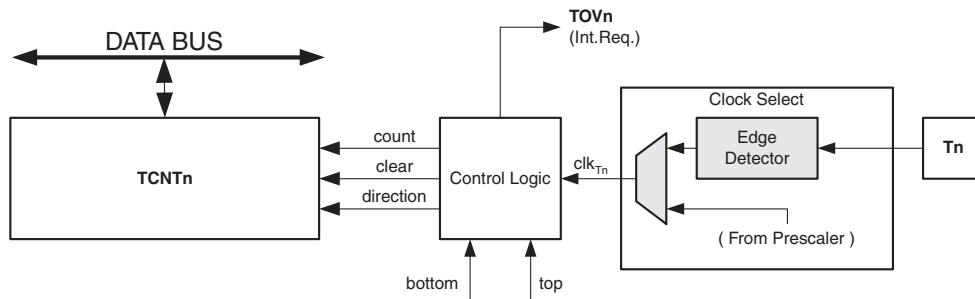 DATA BUS
TOVn
(Int.Req.)
Clock Select
TCNTn
count
clear
direction
Control Logic
clkTn
Edge
Detector
Tn
( From Prescaler )
bottom
top